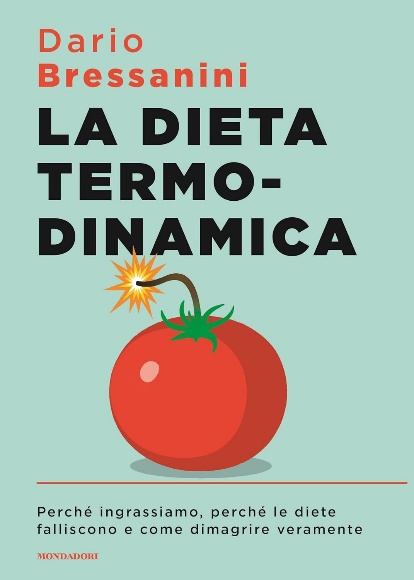 Dario
Bressanini
LA DIETA
TERMO-
DINAMICA
Perché ingrassiamo, perché le diete
falliscono e come dimagrire veramente
MONDADORI